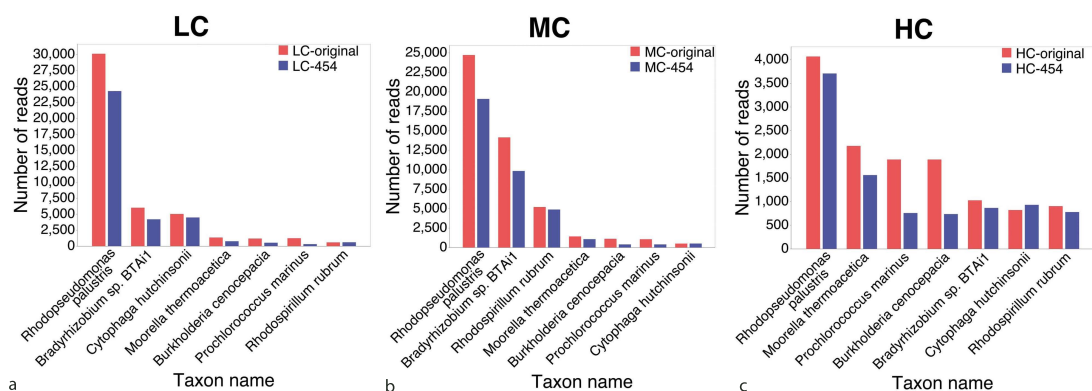 LC
Number of reads
30,000
27,500
25,000
22,500
20,000
17,500
15,000
12,500
10,000
7,500
5,000
2,500
0
LC-original
LC-454
Rhodopseudomonas
palustris
Bradyrhizobium sp. BTAi1
Cytophaga hutchinsonii
Moorella thermoacetica
Burkholderia cenocepacia
Prochlorococcus marinus
Rhodospirillum rubrum
Taxon name
a
MC
Number of reads
25,000
22,500
20,000
17,500
15,000
12,500
10,000
7,500
5,000
2,500
0
MC-original
MC-454
Rhodopseudomonas
palustris
Bradyrhizobium sp. BTAi1
Rhodospirillum rubrum
Moorella thermoacetica
Burkholderia cenocepacia
Prochlorococcus marinus
Cytophaga hutchinsonii
Taxon name
b
HC
Number of reads
4,000
3,500
3,000
2,500
2,000
1,500
1,000
500
0
HC-original
HC-454
Rhodopseudomonas
palustris
Moorella thermoacetica
Prochlorococcus marinus
Burkholderia cenocepacia
Bradyrhizobium sp. BTAi1
Cytophaga hutchinsonii
Rhodospirillum rubrum
Taxon name
c